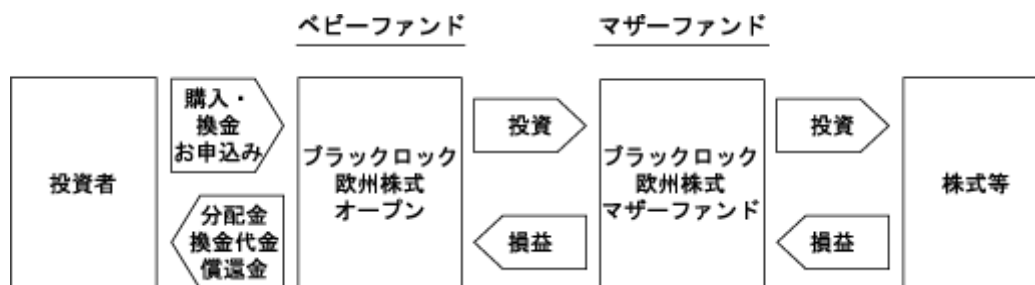 ベビーファンド
マザーファンド
投資者
購入・
換金
お申込み
分配金
換金代金
償還金
ブラックロック
欧州株式
オープン
投資
損益
ブラックロック
欧州株式
マザーファンド
投資
損益
株式等